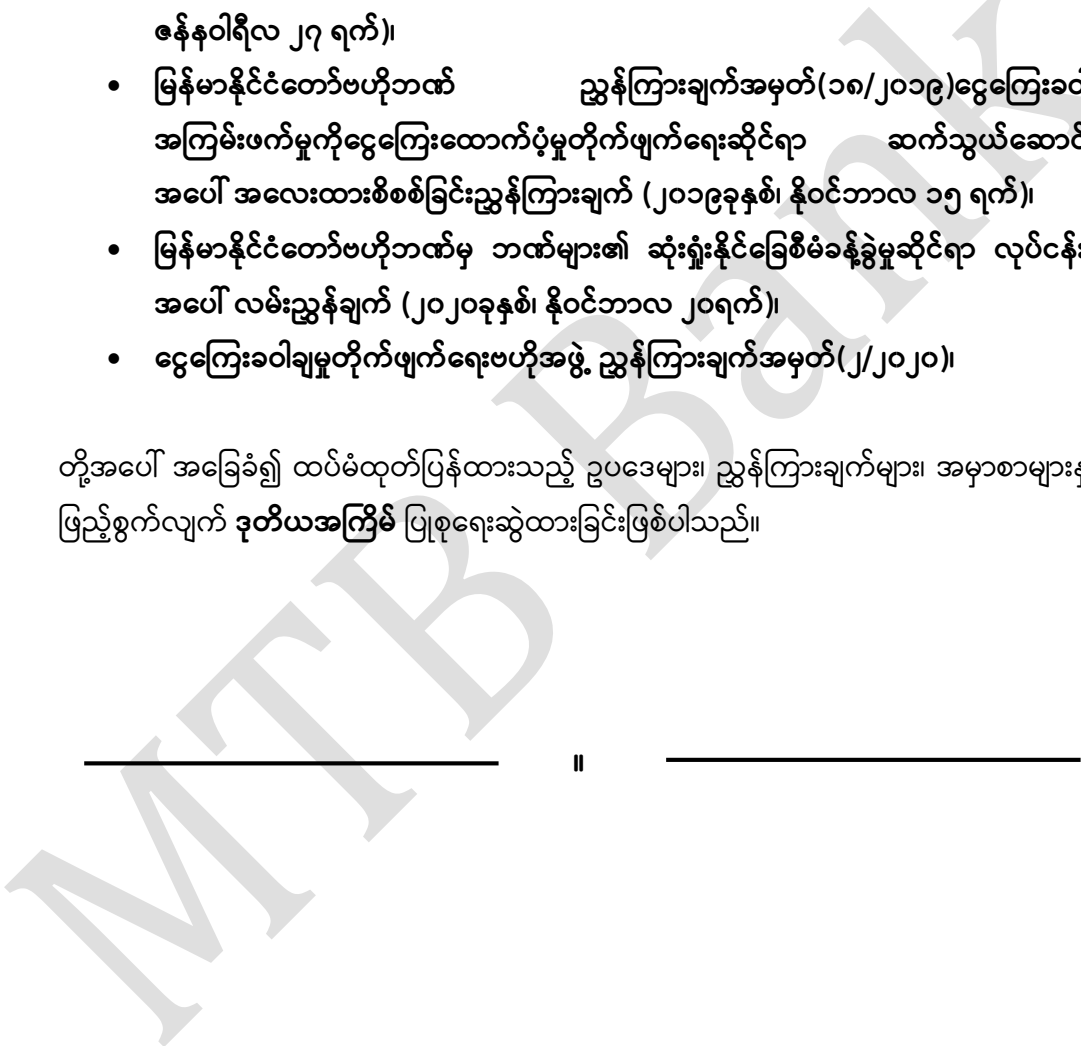 ဇန်နဝါရီလ ၂၇ ရက်)၊
• မြန်မာနိုင်ငံတော်ဗဟိုဘဏ် ညွှန်ကြားချက်အမှတ်(၁၈/၂၀၁၉)ငွေကြေးခဝါ
အကြမ်းဖက်မှုကိုငွေကြေးထောက်ပံ့မှုတိုက်ဖျက်ရေးဆိုင်ရာ ဆက်သွယ်ဆောင်
အပေါ် အလေးထားစိစစ်ခြင်းညွှန်ကြားချက် (၂၀၁၉ခုနှစ်၊ နိုဝင်ဘာလ ၁၅ ရက်)၊
• မြန်မာနိုင်ငံတော်ဗဟိုဘဏ်မှ ဘဏ်များ၏ ဆုံးရှုံးနိုင်ခြေစီမံခန့်ခွဲမှုဆိုင်ရာ လုပ်ငန်း
အပေါ် လမ်းညွှန်ချက် (၂၀၂၀ခုနှစ်၊ နိုဝင်ဘာလ ၂၀ရက်)၊
• ငွေကြေးခဝါချမှုတိုက်ဖျက်ရေးဗဟိုအဖွဲ့ ညွှန်ကြားချက်အမှတ်(၂/၂၀၂၀)၊
တို့အပေါ် အခြေခံ၍ ထပ်မံထုတ်ပြန်ထားသည့် ဥပဒေများ၊ ညွှန်ကြားချက်များ၊ အမှာစာများ
ဖြည့်စွက်လျက် ဒုတိယအကြိမ် ပြုစုရေးဆွဲထားခြင်းဖြစ်ပါသည်။
။
MTB Bank